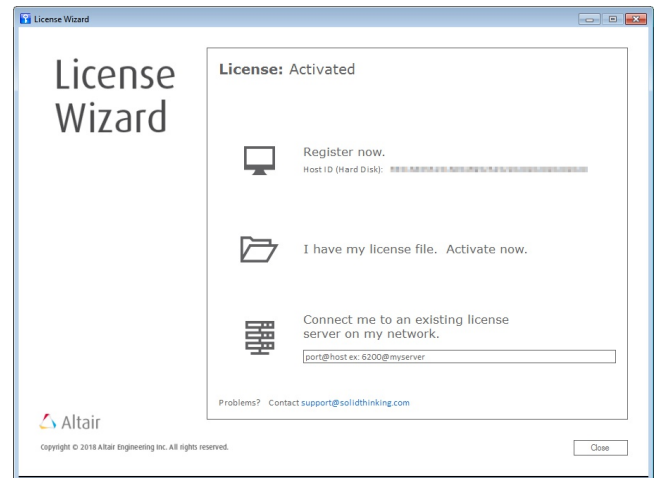 License Wizard
License
Wizard
License: Activated
Register now.
Host ID (Hard Disk):
I have my license file. Activate now.
Connect me to an existing license
server on my network.
port@host ex: 6200@myserver
Problems? Contact support@solidthinking.com
Altair
Copyright © 2018 Altair Engineering Inc. All rights reserved.
Close